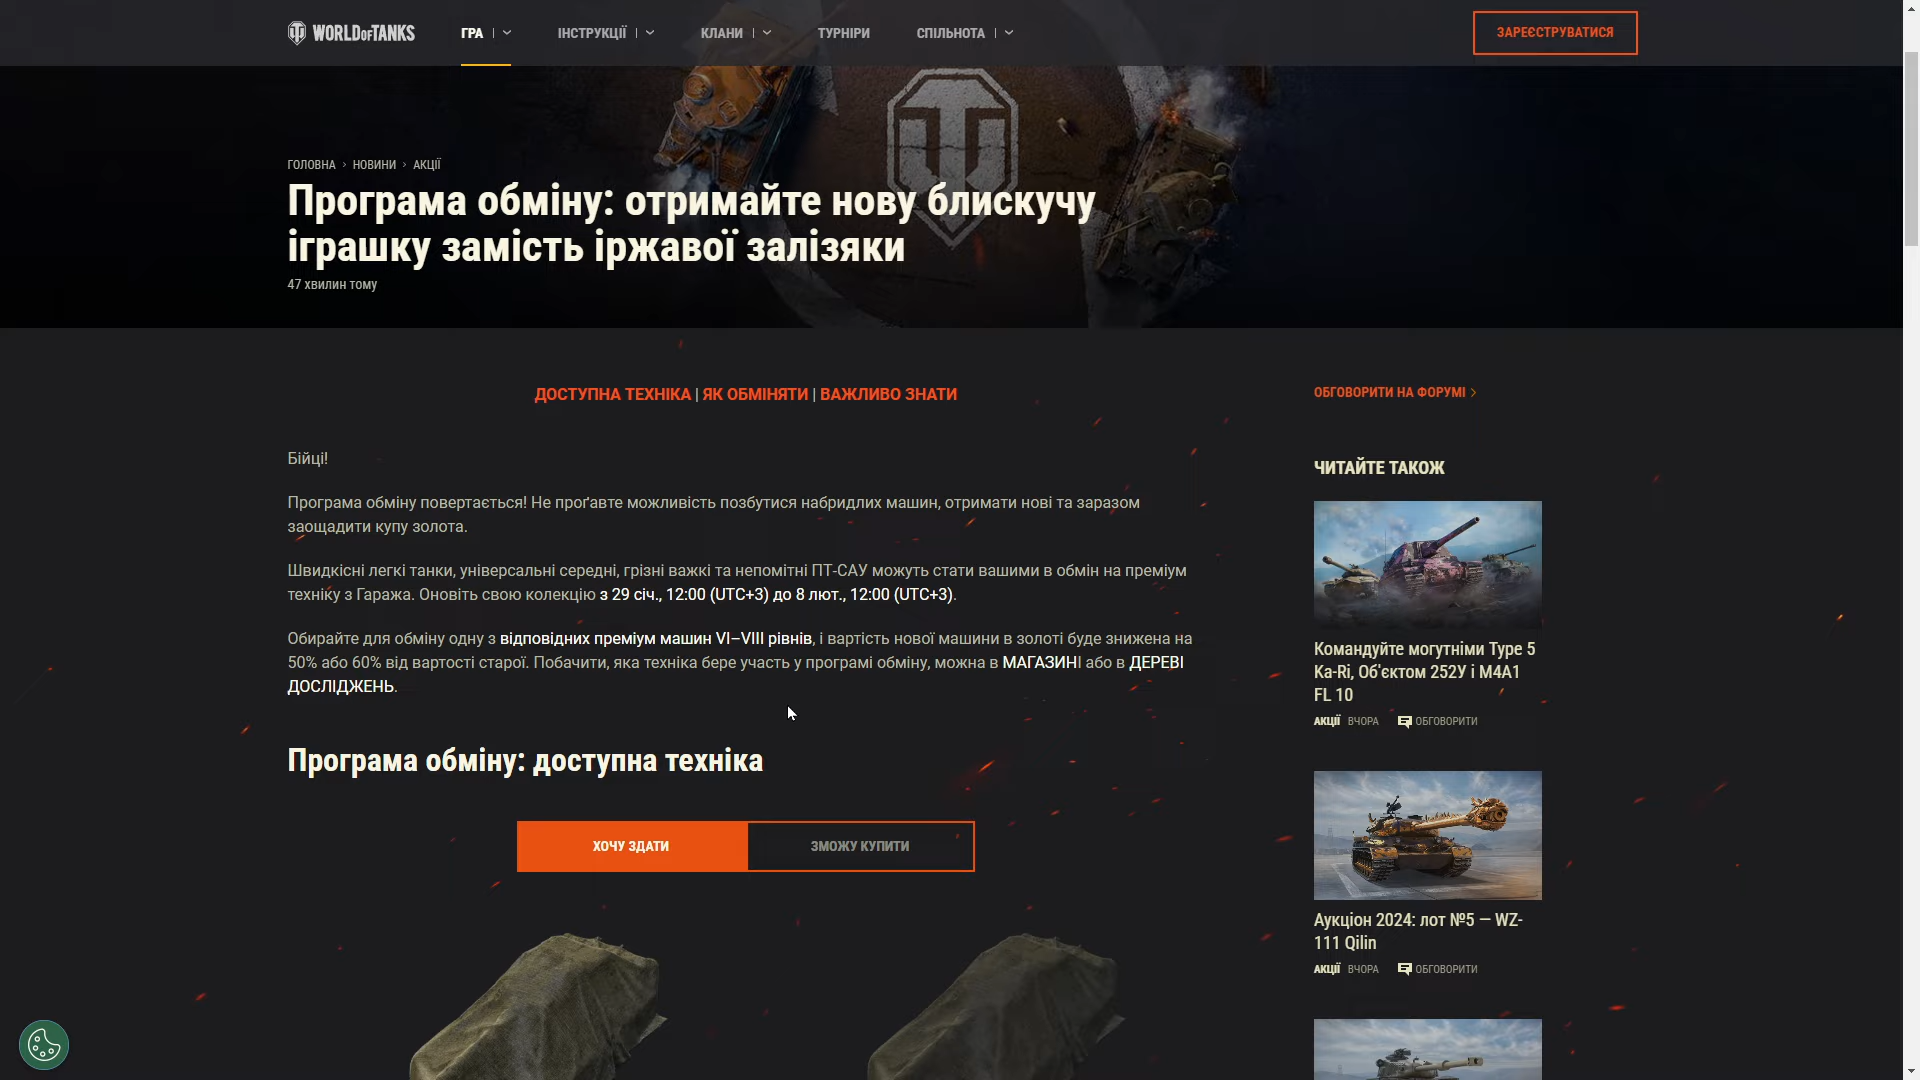 WORLD OF TANKS
ГРА
ІНСТРУКЦІЇ
КЛАНИ
ТУРНІРИ
СПІЛЬНОТА
ЗАРЕЄСТРУВАТИСЯ
ГОЛОВНА › НОВИНИ › АКЦІЇ
Програма обміну: отримайте нову блискучу
іграшку замість іржавої залізяки
47 хвилин тому
ДОСТУПНА ТЕХНІКА | ЯК ОБМІНЯТИ | ВАЖЛИВО ЗНАТИ
Бійці!
Програма обміну повертається! Не проґавте можливість позбутися набридлих машин, отримати нові та заразом
заощадити купу золота.
Швидкісні легкі танки, універсальні середні, грізні важкі та непомітні ПТ-САУ можуть стати вашими в обмін на преміум
техніку з Гаража. Оновіть свою колекцію з 29 січ., 12:00 (UTC+3) до 8 лют., 12:00 (UTC+3).
Обирайте для обміну одну з відповідних преміум машин VI–VIII рівнів, і вартість нової машини в золоті буде знижена на
50% або 60% від вартості старої. Побачити, яка техніка бере участь у програмі обміну, можна в МАГАЗИНІ або в ДЕРЕВІ
ДОСЛІДЖЕНЬ.
Програма обміну: доступна техніка
ХОЧУ ЗДАТИ
ЗМОЖУ КУПИТИ
ОБГОВОРИТИ НА ФОРУМІ
ЧИТАЙТЕ ТАКОЖ
Командуйте могутніми Type 5
Ka-Ri, Об'єктом 252У і M4A1
FL 10
АКЦІЇ ВЧОРА ОБГОВОРИТИ
Аукціон 2024: лот №5 — WZ-
111 Qilin
АКЦІЇ ВЧОРА ОБГОВОРИТИ